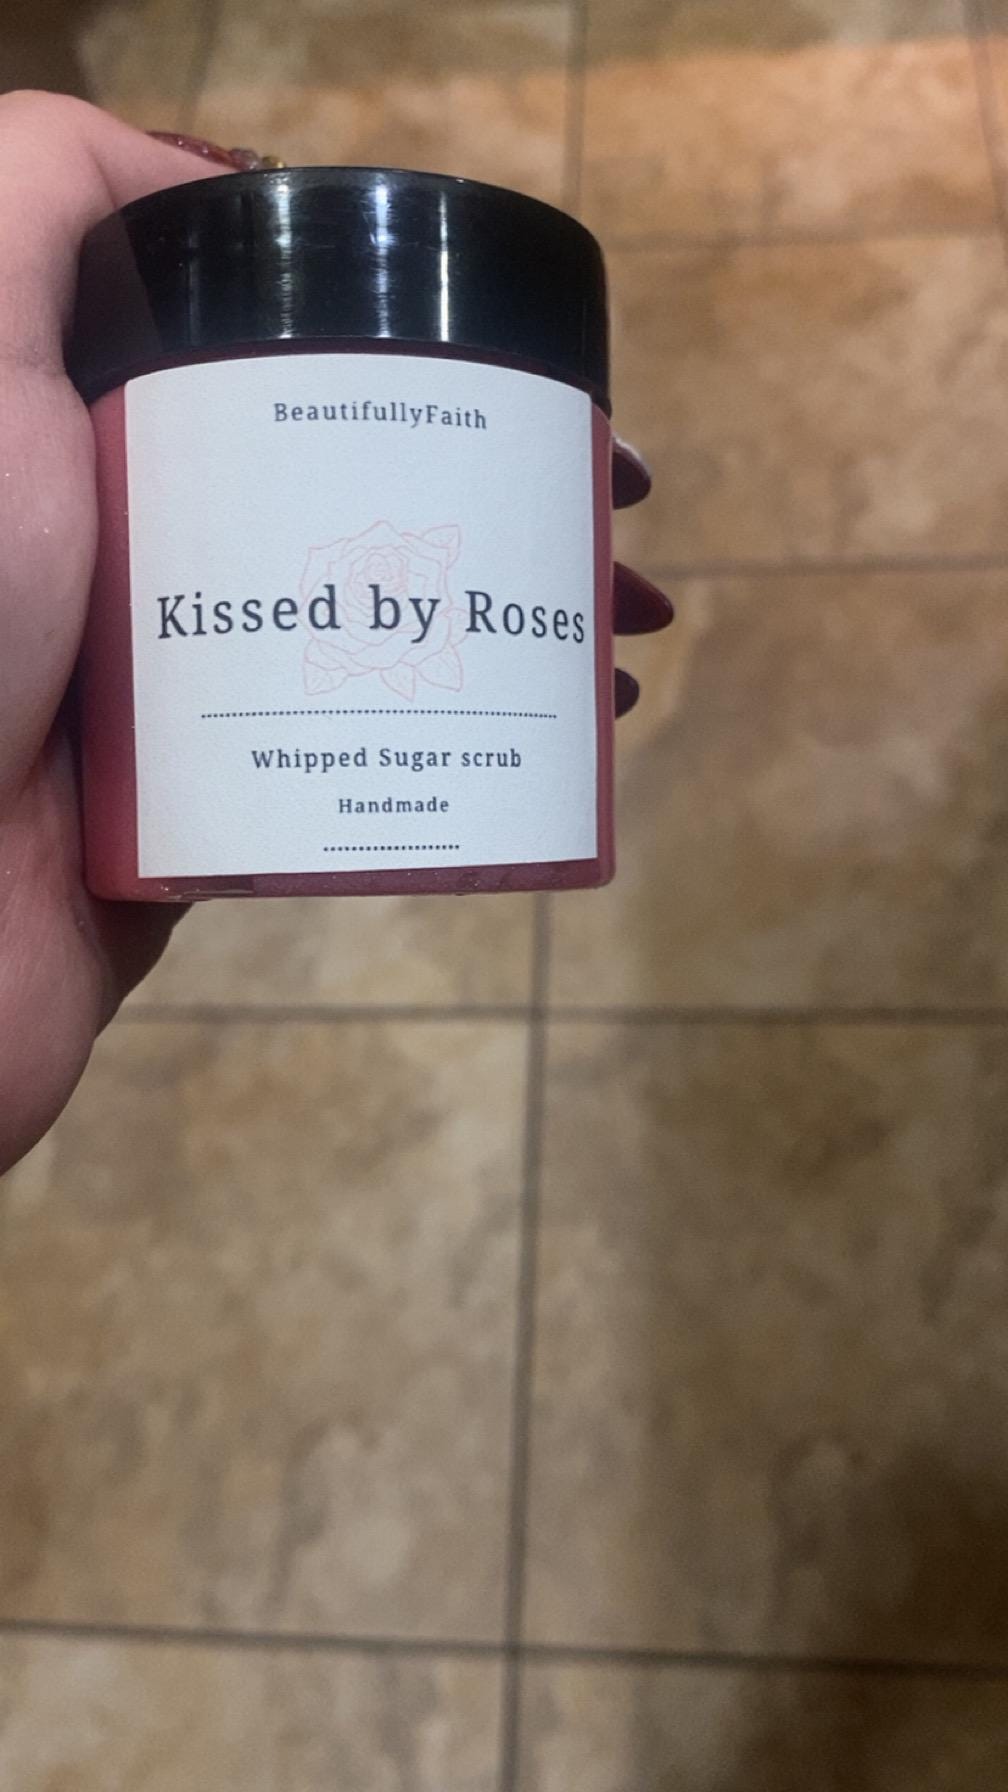 BeautifullyFaith
Kissed by Roses
Whipped Sugar scrub
Handmade